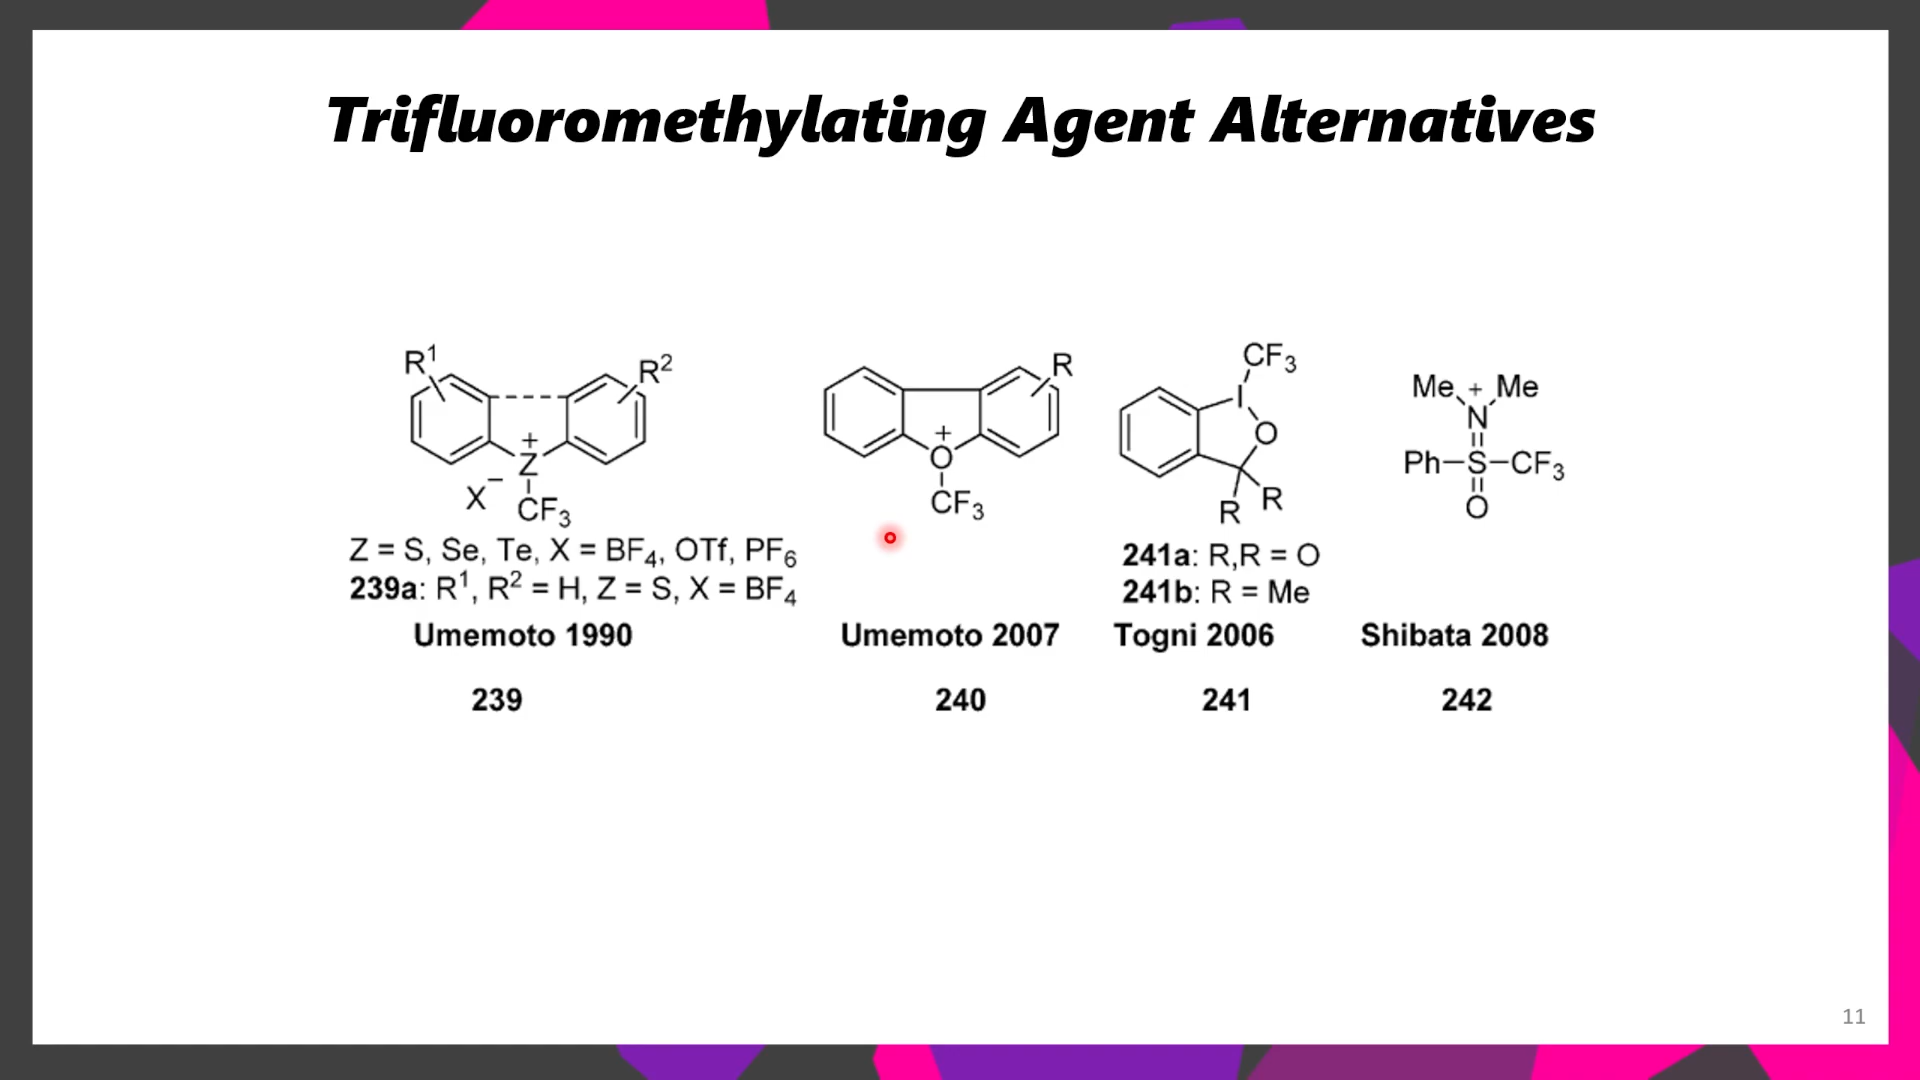 Trifluoromethylating Agent Alternatives
R¹
R²
+
Z
X⁻
CF₃
Z = S, Se, Te, X = BF₄, OTf, PF₆
239a: R¹, R² = H, Z = S, X = BF₄
Umemoto 1990
239
R
+
O
CF₃
Umemoto 2007
240
CF₃
I
O
R
R
241a: R,R = O
241b: R = Me
Togni 2006
241
Me + Me
N
Ph S CF₃
O
Shibata 2008
242
11